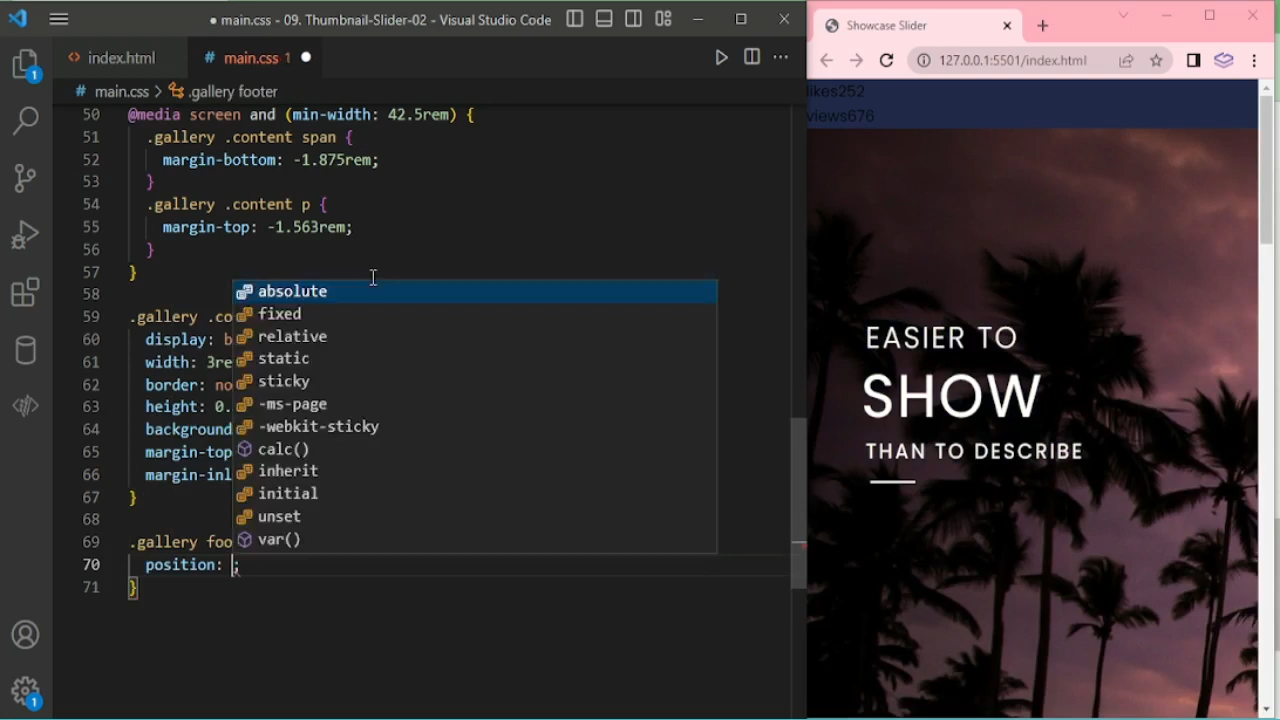 ● main.css - 09. Thumbnail-Slider-02 - Visual Studio Code
index.html
# main.css 1 ●
# main.css > .gallery footer
50 @media screen and (min-width: 42.5rem) {
51 .gallery .content span {
52 margin-bottom: -1.875rem;
53 }
54 .gallery .content p {
55 margin-top: -1.563rem;
56 }
57 }
58
59 .gallery .co
60 display: b
61 width: 3re
62 border: no
63 height: 0.
64 background
65 margin-top
66 margin-inl
67 }
68
69 .gallery foo
70 position: ;
71 }
absolute
fixed
relative
static
sticky
-ms-page
-webkit-sticky
calc()
inherit
initial
unset
var()
1
1
Showcase Slider
127.0.0.1:5501/index.html
likes252
views676
EASIER TO
SHOW
THAN TO DESCRIBE